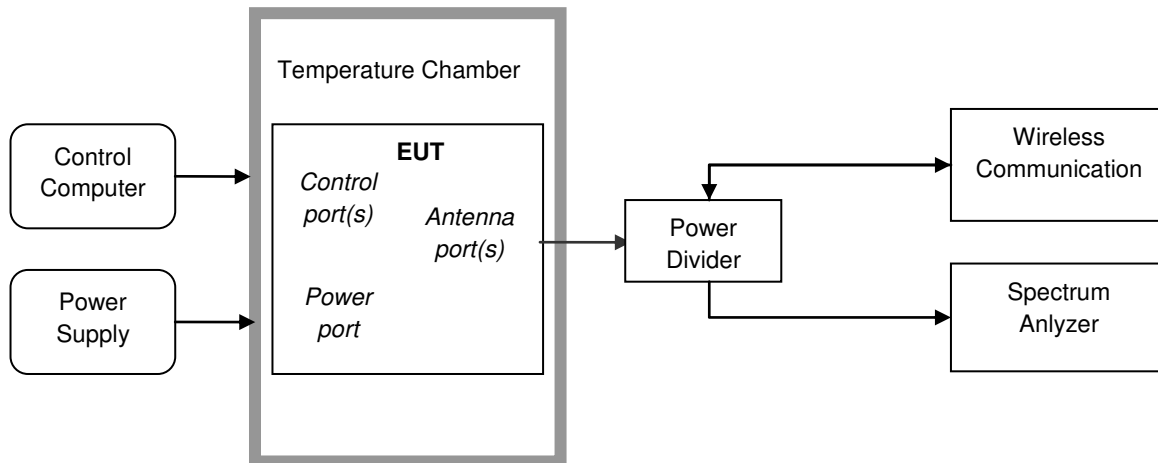 Temperature Chamber
Control
Computer
Power
Supply
EUT
Control
port(s)
Antenna
port(s)
Power
port
Power
Divider
Wireless
Communication
Spectrum
Anlyzer